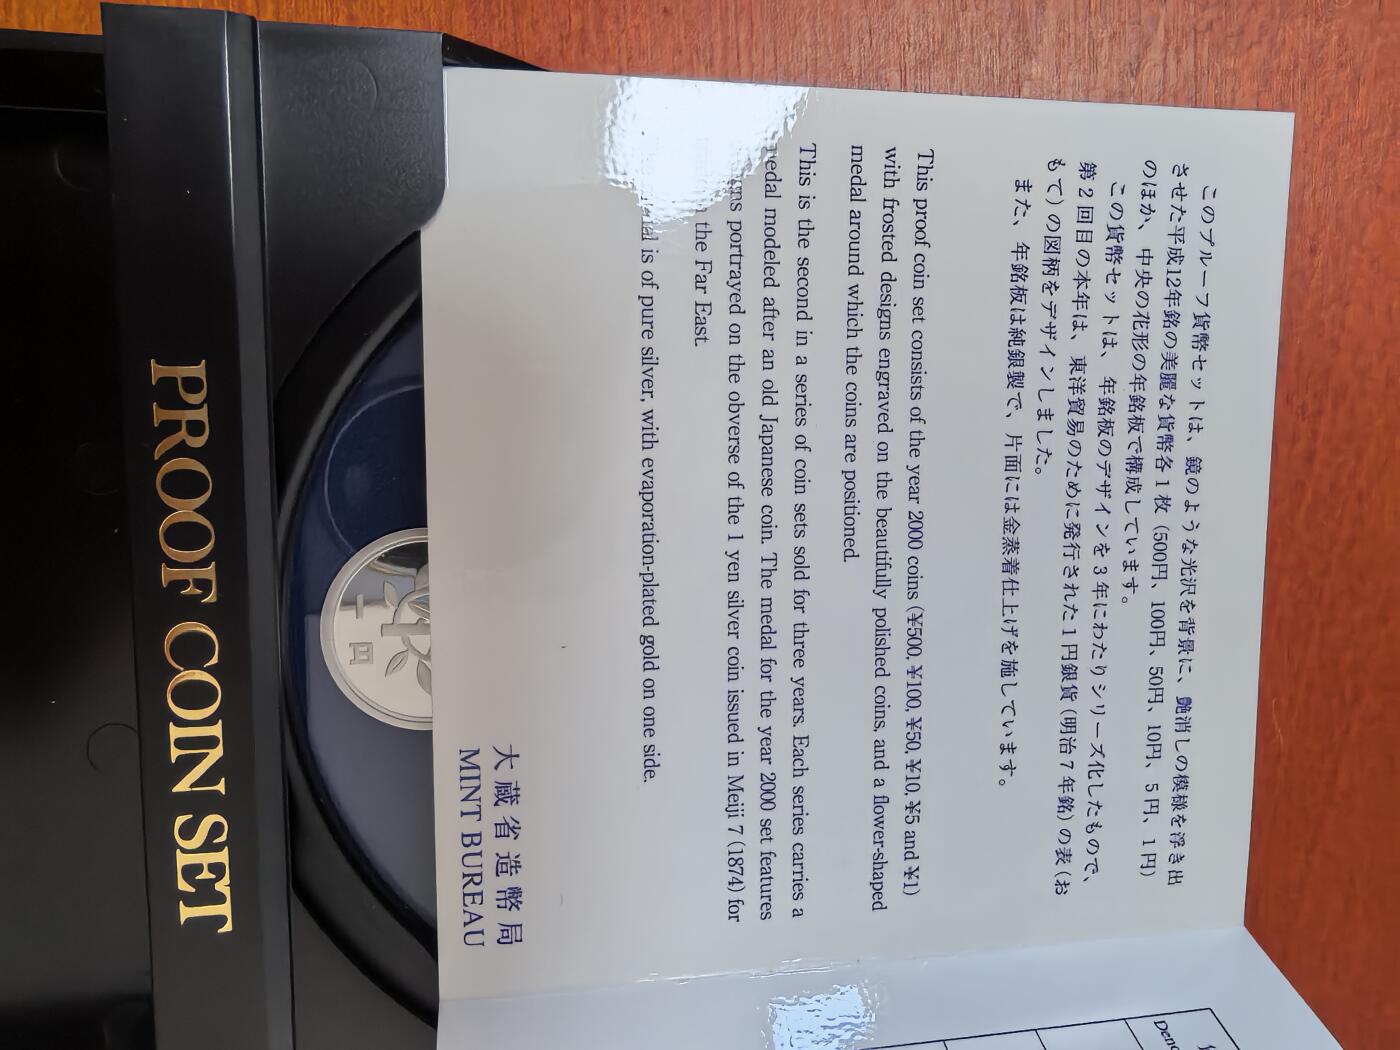 PROOF COIN SET
一円
このプルーフ貨幣セットは、鏡のような光沢を背景に、艶消しの模様を浮き出
させた平成12年銘の美麗な貨幣各1枚（500円、100円、50円、10円、5円、1円）
のほか、中央の花形の年銘板で構成しています。
この貨幣セットは、年銘板のデザインを3年にわたりシリーズ化したもので、
第2回目の本年は、東洋貿易のために発行された1円銀貨（明治7年銘）の表（お
もて）の図柄をデザインしました。
また、年銘板は純銀製で、片面には金蒸着仕上げを施しています。
This proof coin set consists of the year 2000 coins (¥500, ¥100, ¥50, ¥10, ¥5 and ¥1)
with frosted designs engraved on the beautifully polished coins, and a flower-shaped
medal around which the coins are positioned.
This is the second in a series of coin sets sold for three years. Each series carries a
medal modeled after an old Japanese coin. The medal for the year 2000 set features
portrayed on the obverse of the 1 yen silver coin issued in Meiji 7 (1874) for
the Far East.
is of pure silver, with evaporation-plated gold on one side.
大蔵省造幣局
MINT BUREAU